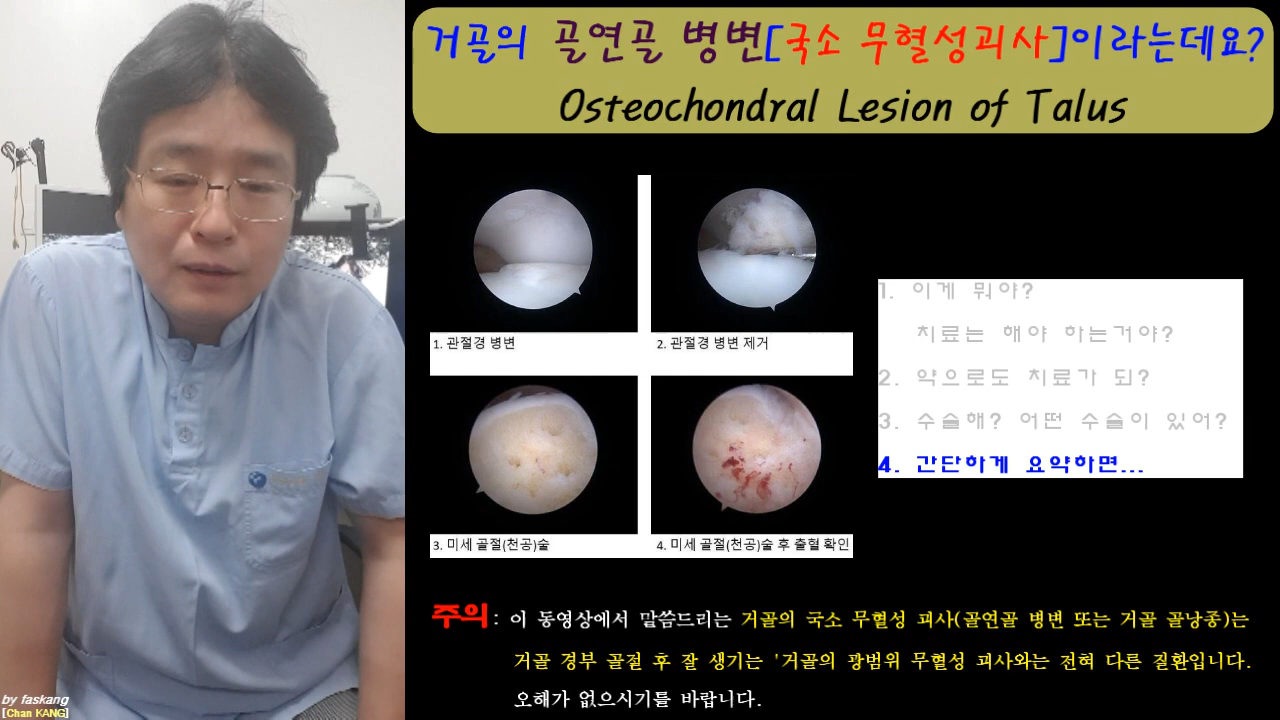 거골의 골연골 병변[국소 무혈성괴사]이라는데요?
Osteochondral Lesion of Talus
1. 관절경 병변
2. 관절경 병변 제거
3. 미세 골절(천공)술
4. 미세 골절(천공)술 후 출혈 확인
1. 이게 뭐야?
치료는 해야 하는거야?
2. 약으로도 치료가 되?
3. 수술해? 어떤 수술이 있어?
4. 간단하게 요약하면...
주의: 이 동영상에서 말씀드리는 거골의 국소 무혈성 괴사(골연골 병변 또는 거골 골낭종)는
거골 경부 골절 후 잘 생기는 '거골의 광범위 무혈성 괴사와는 전혀 다른 질환입니다.
오해가 없으시기를 바랍니다.
by faskang
[Chan KANG]